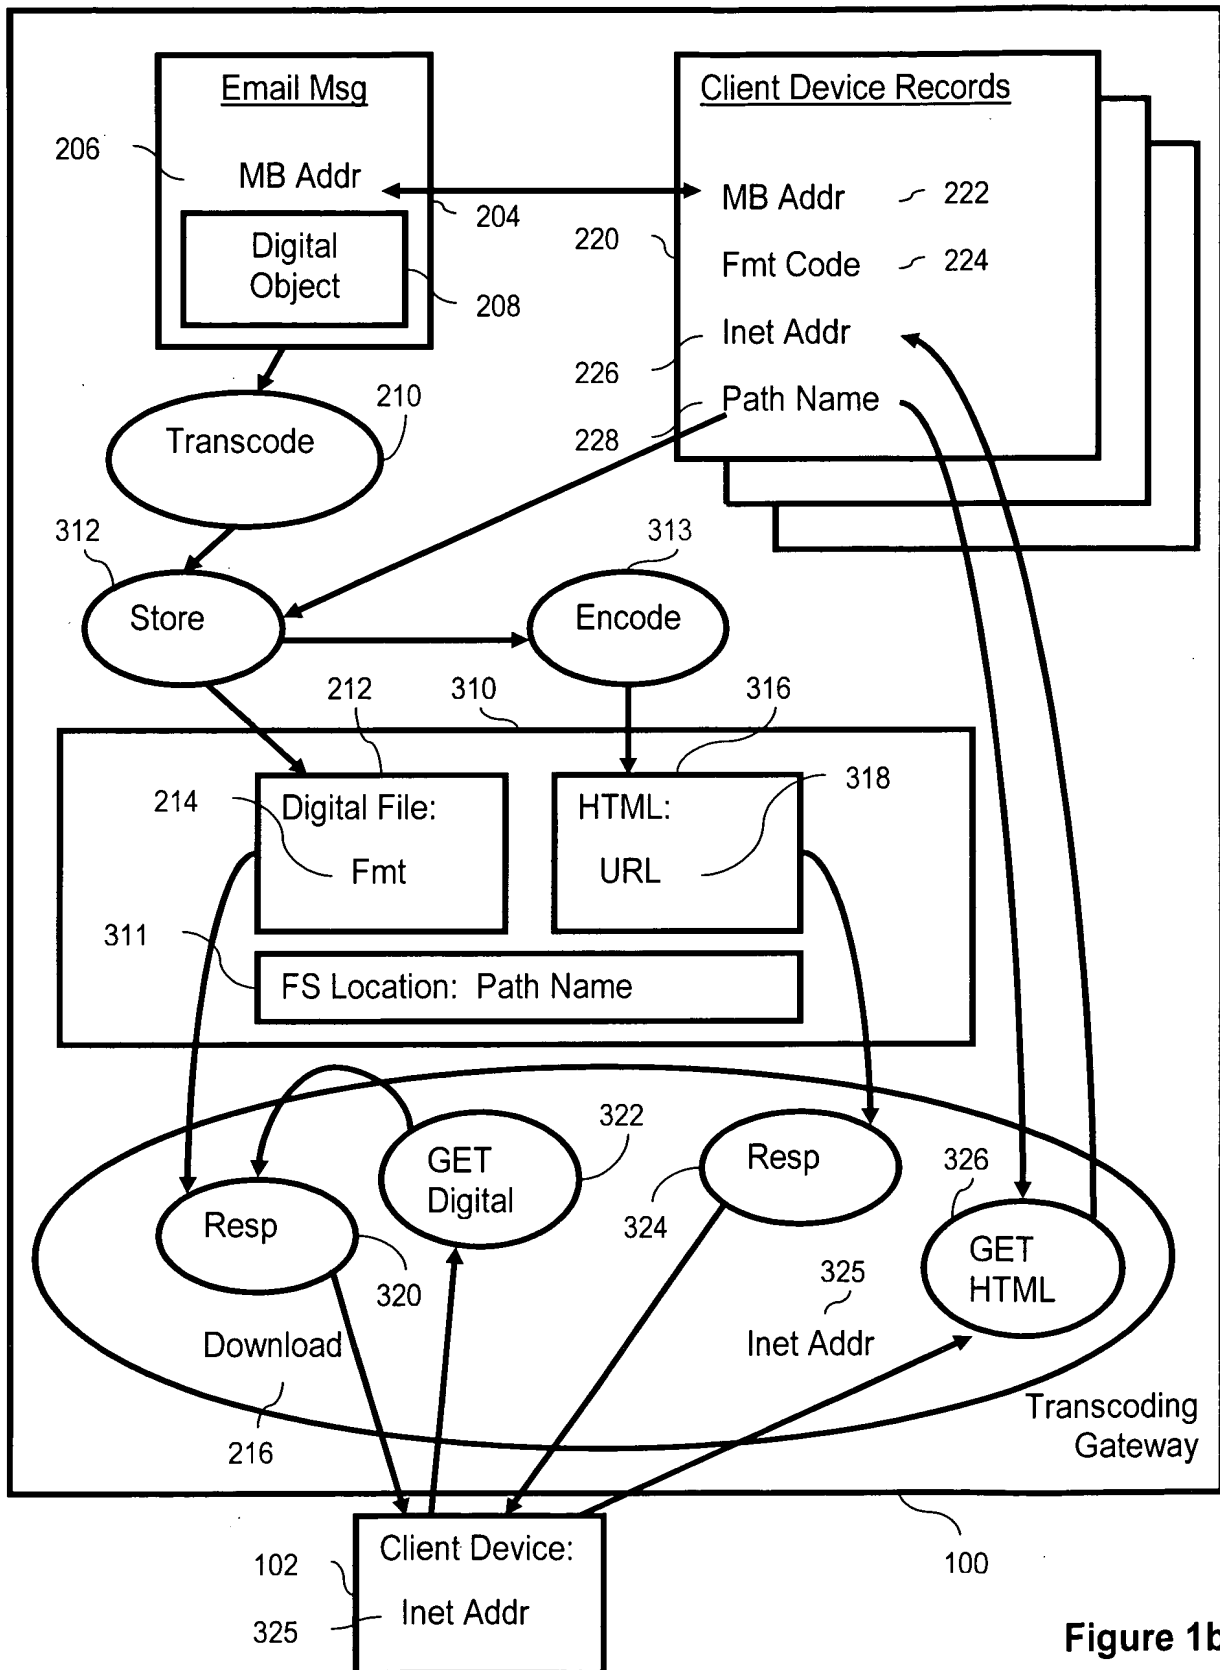 Email Msg
Client Device Records
206
MB Addr
204
MB Addr
222
220
Digital
Object
208
Fmt Code
224
Inet Addr
226
210
Path Name
228
Transcode
312
313
Store
Encode
212
310
316
214
Digital File:
Fmt
HTML:
URL
318
311
FS Location: Path Name
322
GET
Digital
Resp
324
326
Resp
320
GET
HTML
325
Inet Addr
Download
216
Transcoding
Gateway
100
Client Device:
102
Inet Addr
325
Figure 1b